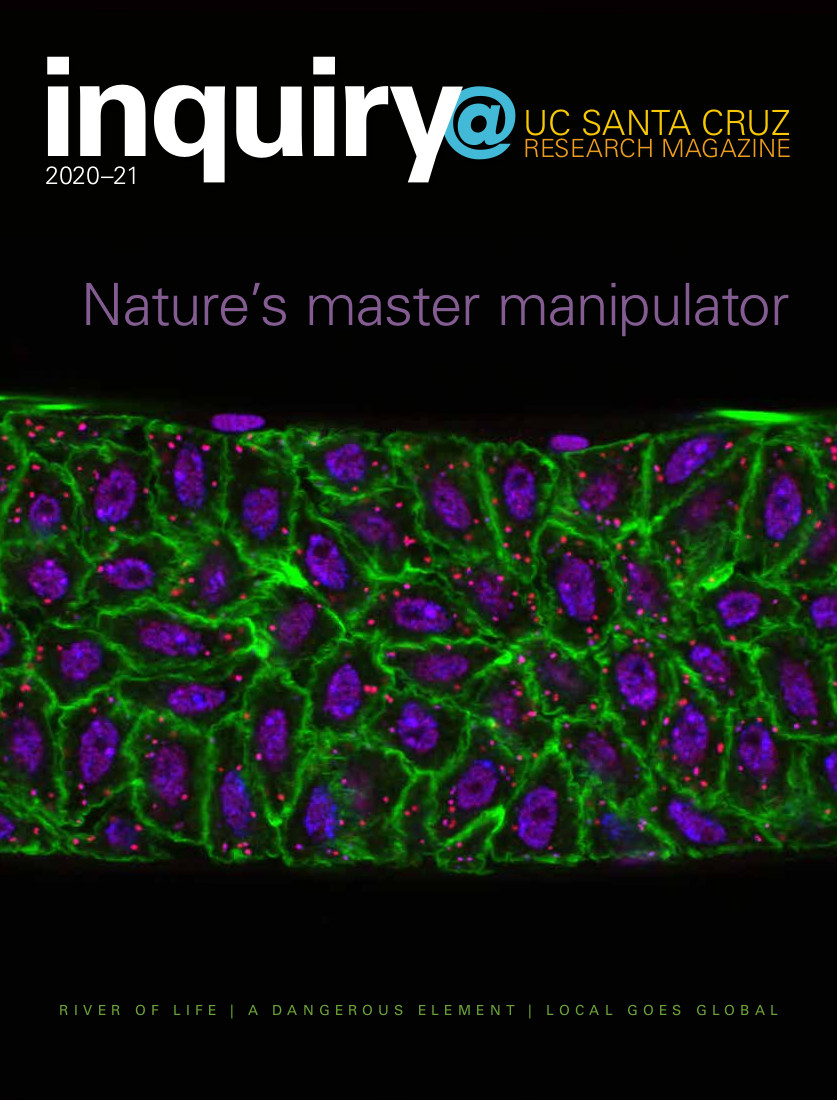 inquiry@ UC SANTA CRUZ
RESEARCH MAGAZINE
2020–21
Nature’s master manipulator
RIVER OF LIFE | A DANGEROUS ELEMENT | LOCAL GOES GLOBAL